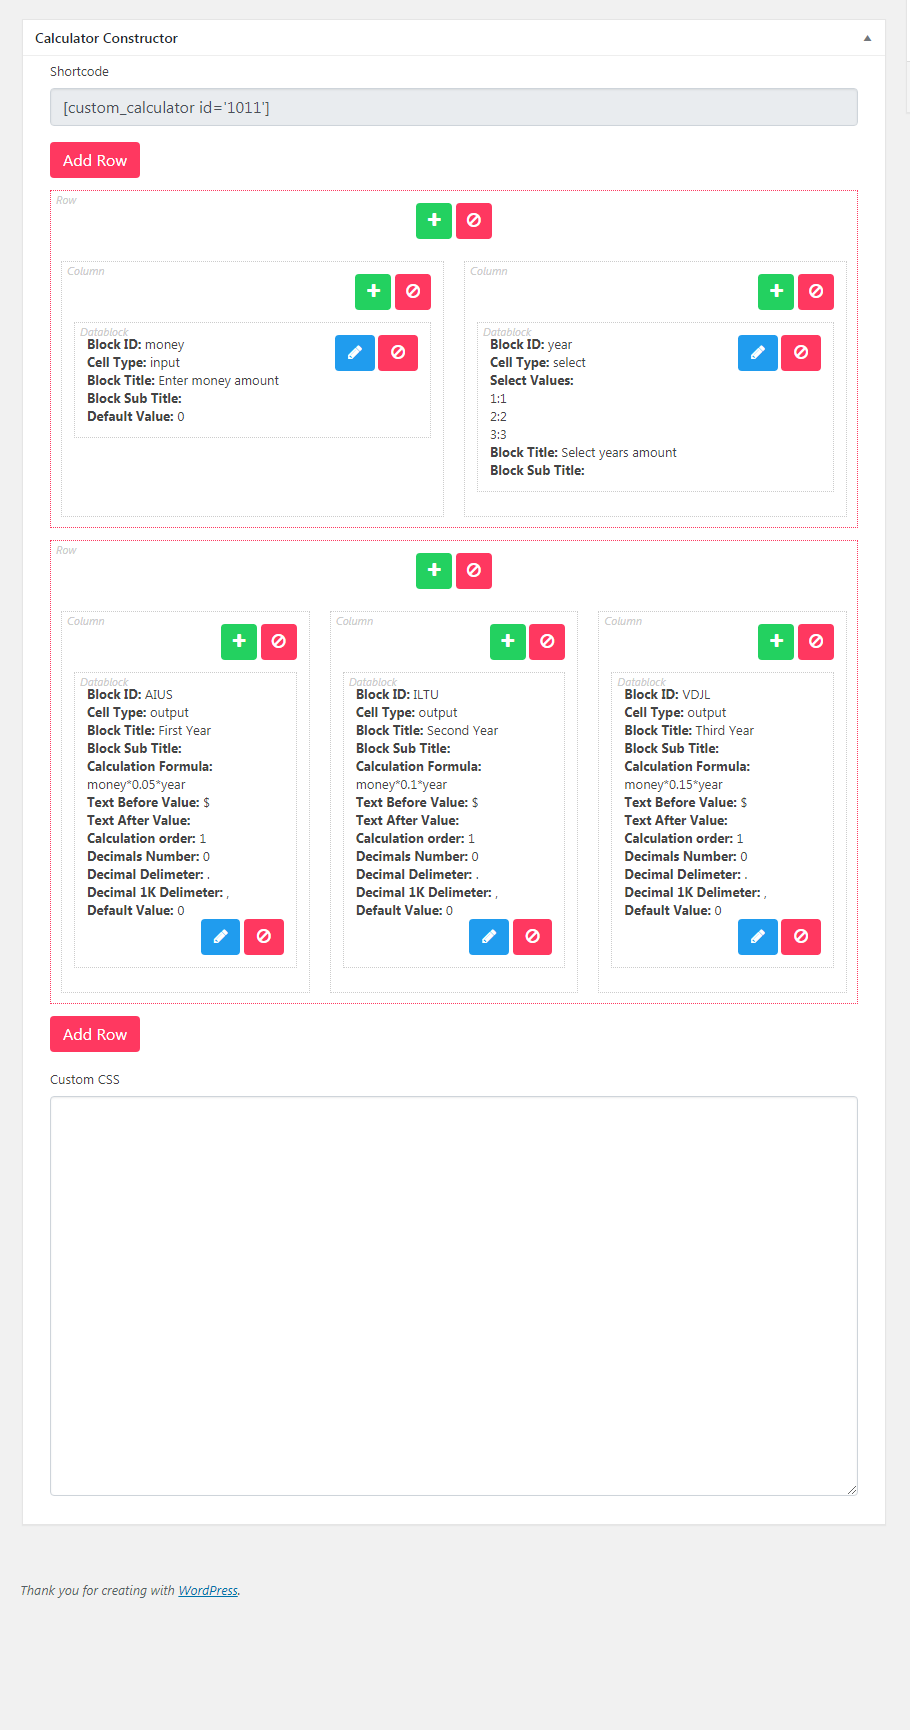 Calculator Constructor
Shortcode
[custom_calculator id='1011']
Add Row
Row
Column
Datablock
Block ID: money
Cell Type: input
Block Title: Enter money amount
Block Sub Title:
Default Value: 0
Column
Datablock
Block ID: year
Cell Type: select
Select Values:
1:1
2:2
3:3
Block Title: Select years amount
Block Sub Title:
Row
Column
Datablock
Block ID: AIUS
Cell Type: output
Block Title: First Year
Block Sub Title:
Calculation Formula:
money*0.05*year
Text Before Value: $
Text After Value:
Calculation order: 1
Decimals Number: 0
Decimal Delimeter: .
Decimal 1K Delimeter: ,
Default Value: 0
Column
Datablock
Block ID: ILTU
Cell Type: output
Block Title: Second Year
Block Sub Title:
Calculation Formula:
money*0.1*year
Text Before Value: $
Text After Value:
Calculation order: 1
Decimals Number: 0
Decimal Delimeter: .
Decimal 1K Delimeter: ,
Default Value: 0
Column
Datablock
Block ID: VDJL
Cell Type: output
Block Title: Third Year
Block Sub Title:
Calculation Formula:
money*0.15*year
Text Before Value: $
Text After Value:
Calculation order: 1
Decimals Number: 0
Decimal Delimeter: .
Decimal 1K Delimeter: ,
Default Value: 0
Add Row
Custom CSS
Thank you for creating with WordPress.